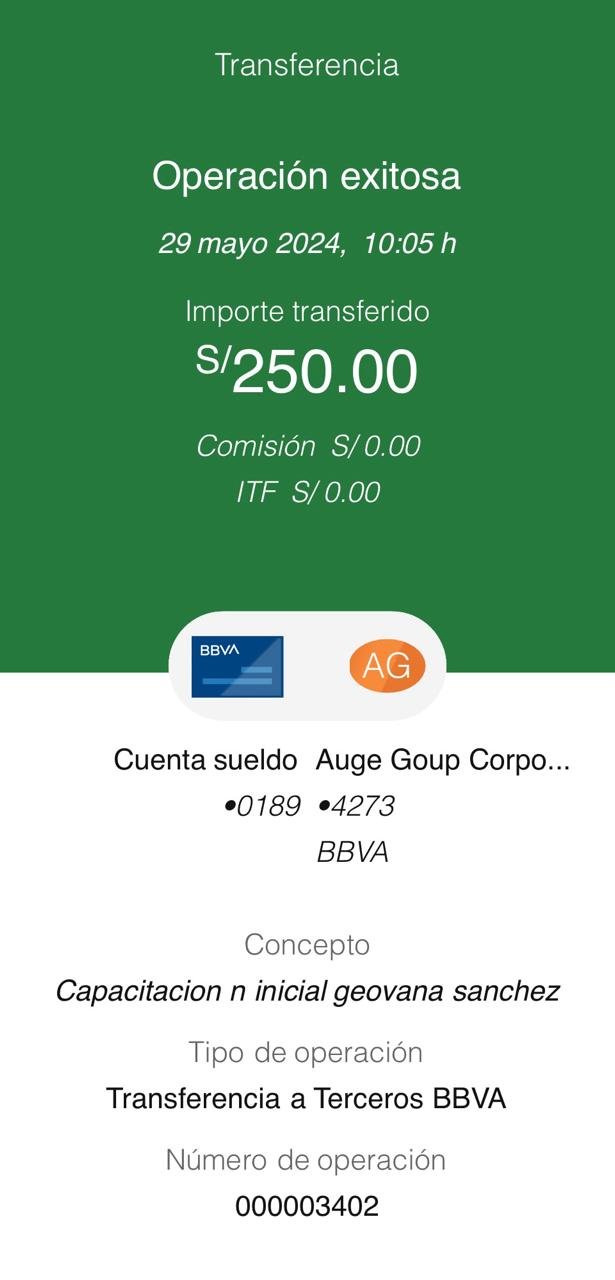 Transferencia
Operación exitosa
29 mayo 2024, 10:05 h
Importe transferido
S/250.00
Comisión S/ 0.00
ITF S/ 0.00
BBVA
AG
Cuenta sueldo Auge Goup Corpo...
•0189 •4273
BBVA
Concepto
Capacitacion n inicial geovana sanchez
Tipo de operación
Transferencia a Terceros BBVA
Número de operación
000003402